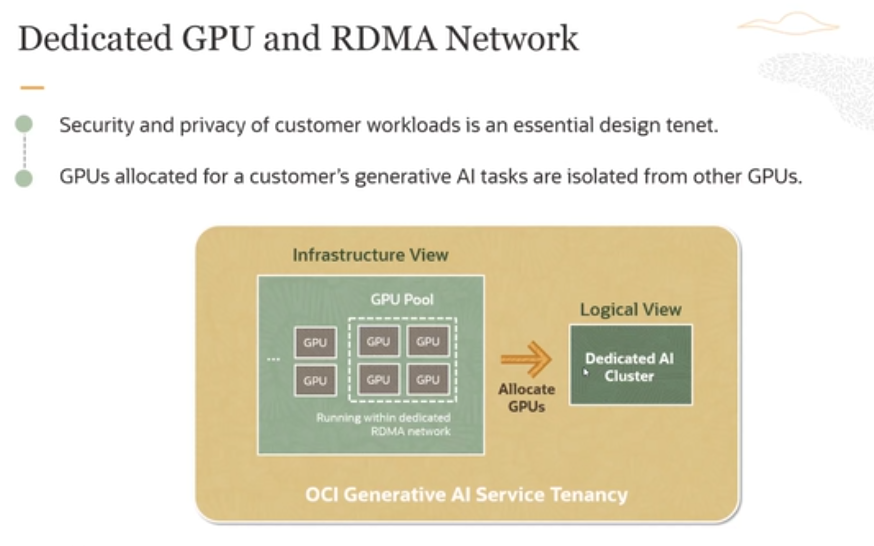 Dedicated GPU and RDMA Network
Security and privacy of customer workloads is an essential design tenet.
GPUs allocated for a customer's generative AI tasks are isolated from other GPUs.
Infrastructure View
GPU Pool
GPU GPU GPU
... GPU GPU GPU
Running within dedicated
RDMA network
Allocate
GPUs
Logical View
Dedicated AI
Cluster
OCI Generative AI Service Tenancy